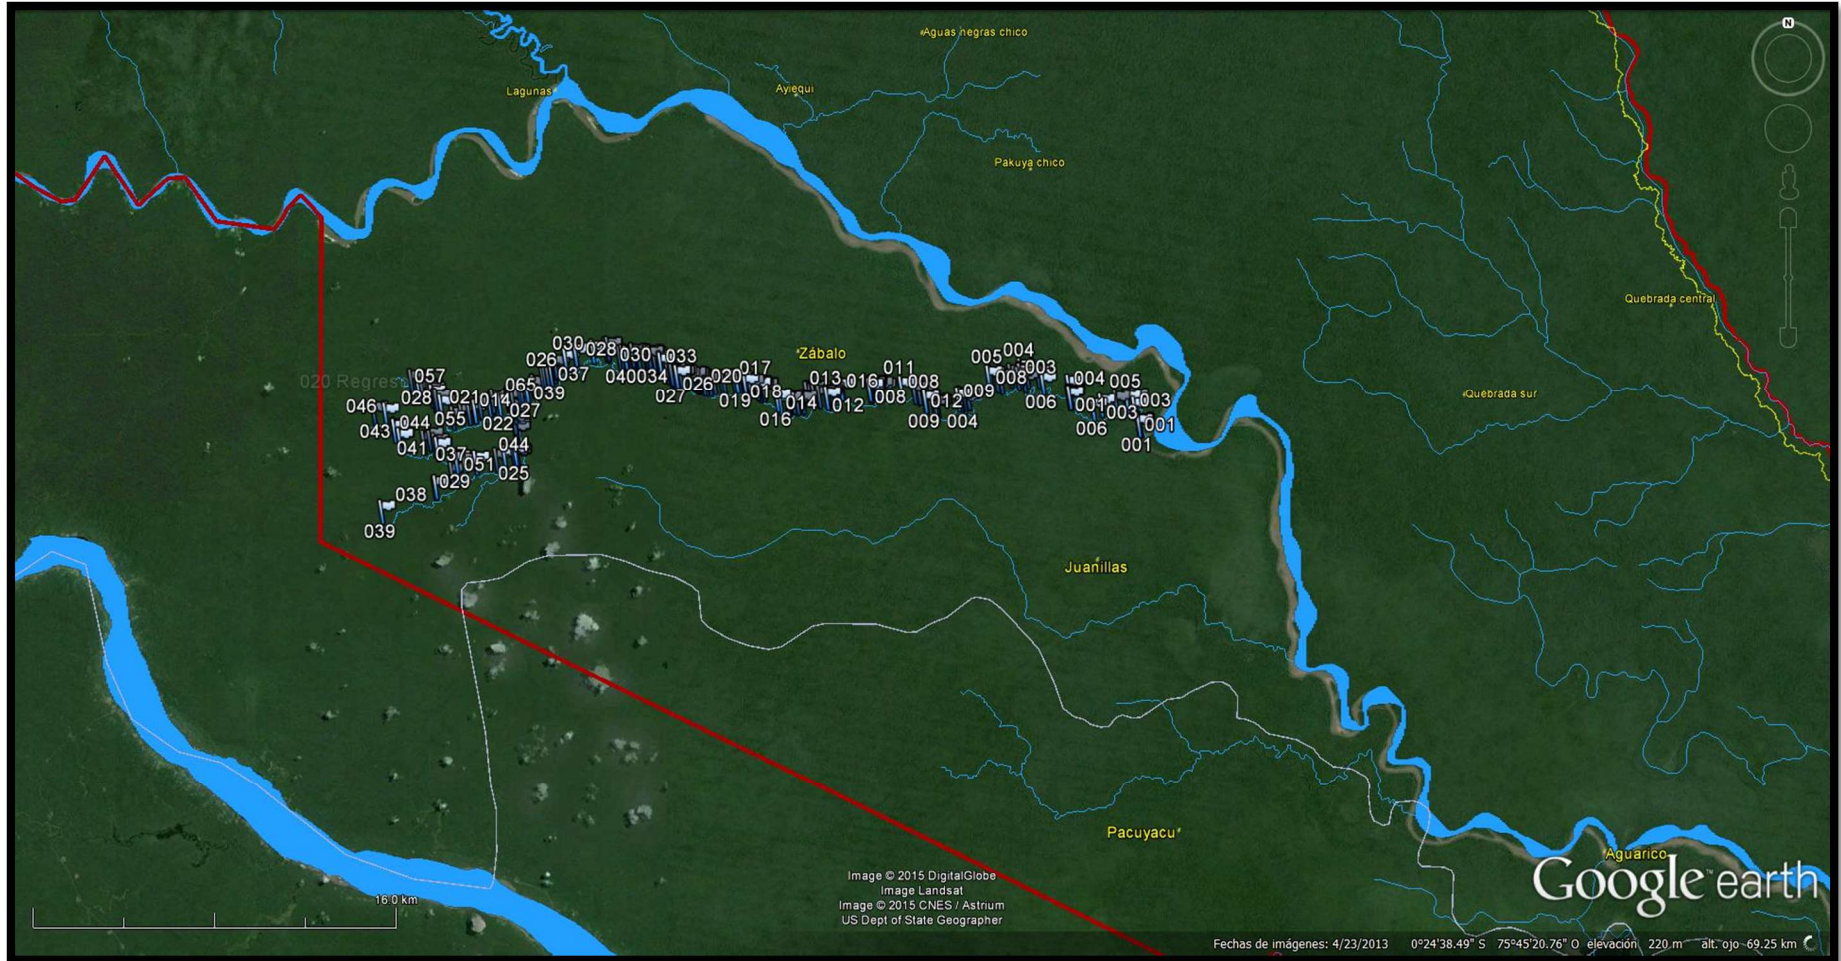 N
Aguas negras chico
Lagunas
Ayiequi
Pakuya chico
Quebrada central
030 028 030 033
Zábalo
005 004
026
037
040 034
026 020 017
011
008 003
057
020 Regres
065
039
027
019 018
013 016 008
008
009
006
004 005
Quebrada sur
046
028 021 014
027
016
014
012
012
009 004
001
003 003
043
044 055
022
006
001
041
037
044
001
051
029
025
038
039
Juanillas
Pacuyacu
Aguarico
Google earth
Image © 2015 DigitalGlobe
Image Landsat
Image © 2015 CNES / Astrium
US Dept of State Geographer
16.0 km
Fechas de imágenes: 4/23/2013 0°24'38.49" S 75°45'20.76" O elevación 220 m alt. ojo 69.25 km